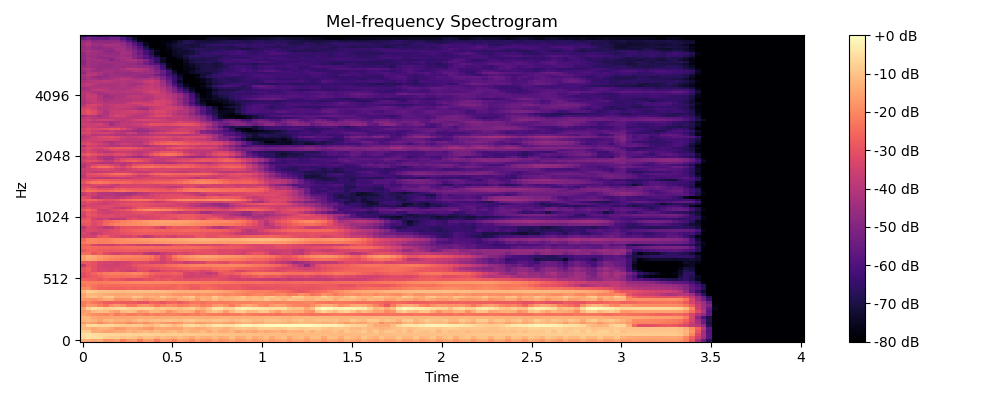 Mel-frequency Spectrogram
Hz
4096
2048
1024
512
0
0
0.5
1
1.5
2
2.5
3
3.5
4
Time
+0 dB
-10 dB
-20 dB
-30 dB
-40 dB
-50 dB
-60 dB
-70 dB
-80 dB